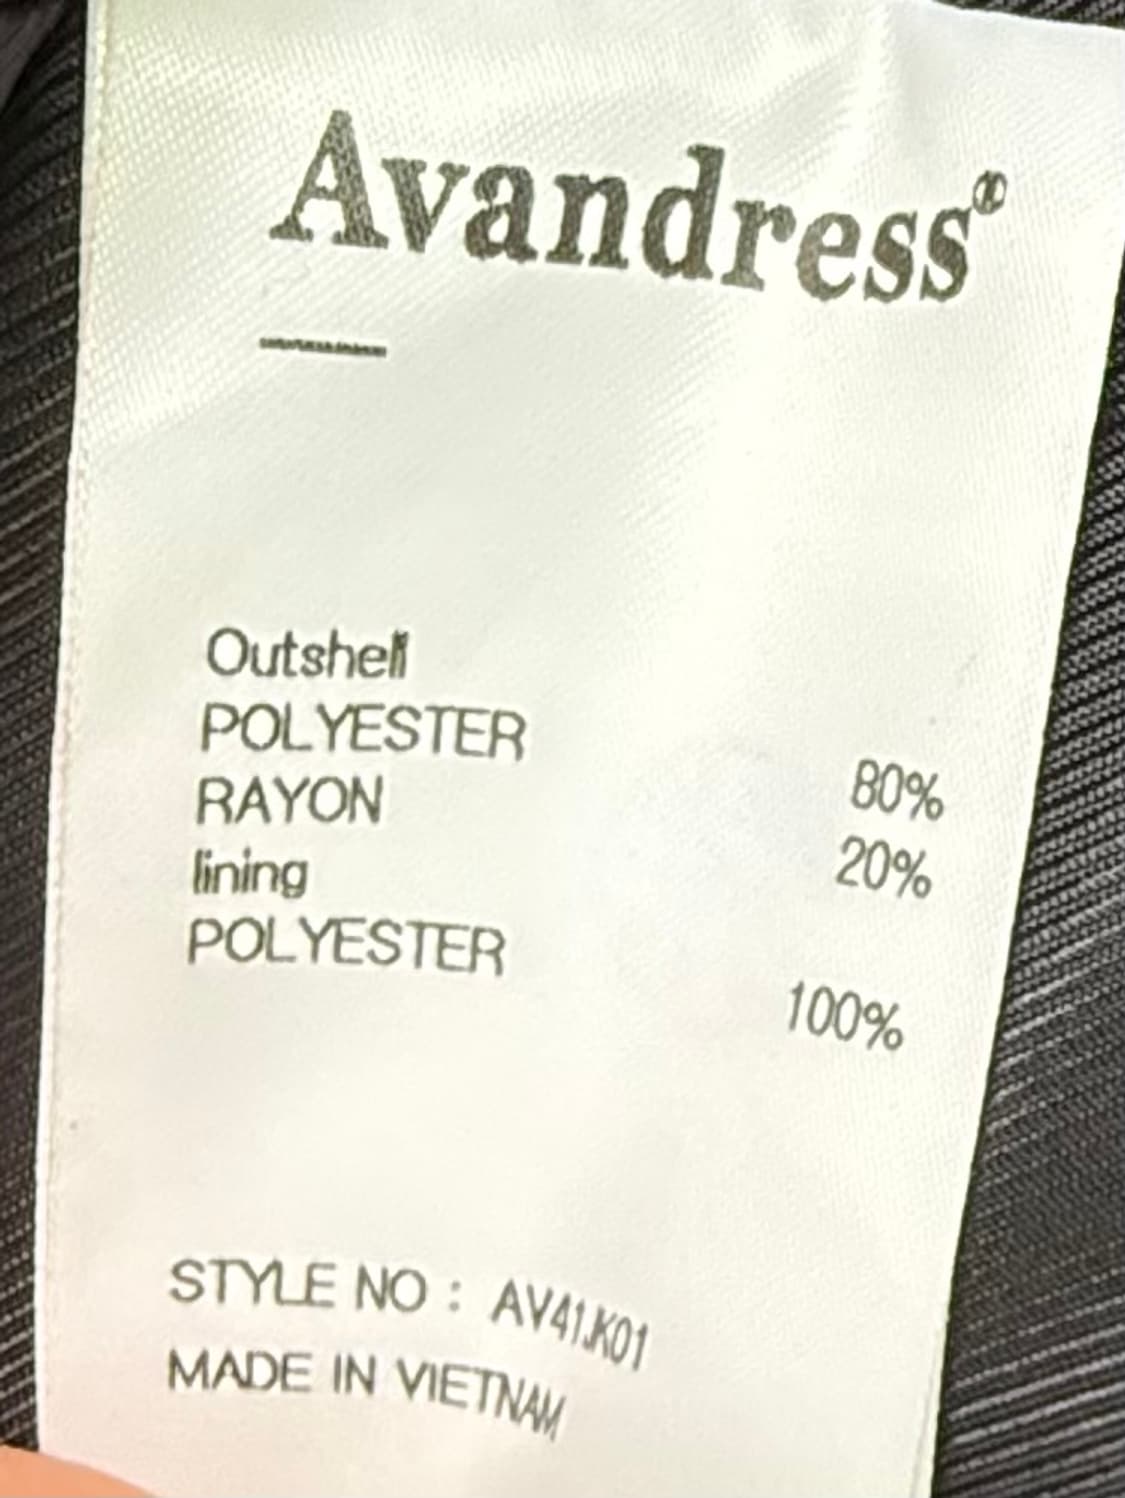 Avandress®
Outshell
POLYESTER 80%
RAYON 20%
lining
POLYESTER 100%
STYLE NO : AV41JK01
MADE IN VIETNAM